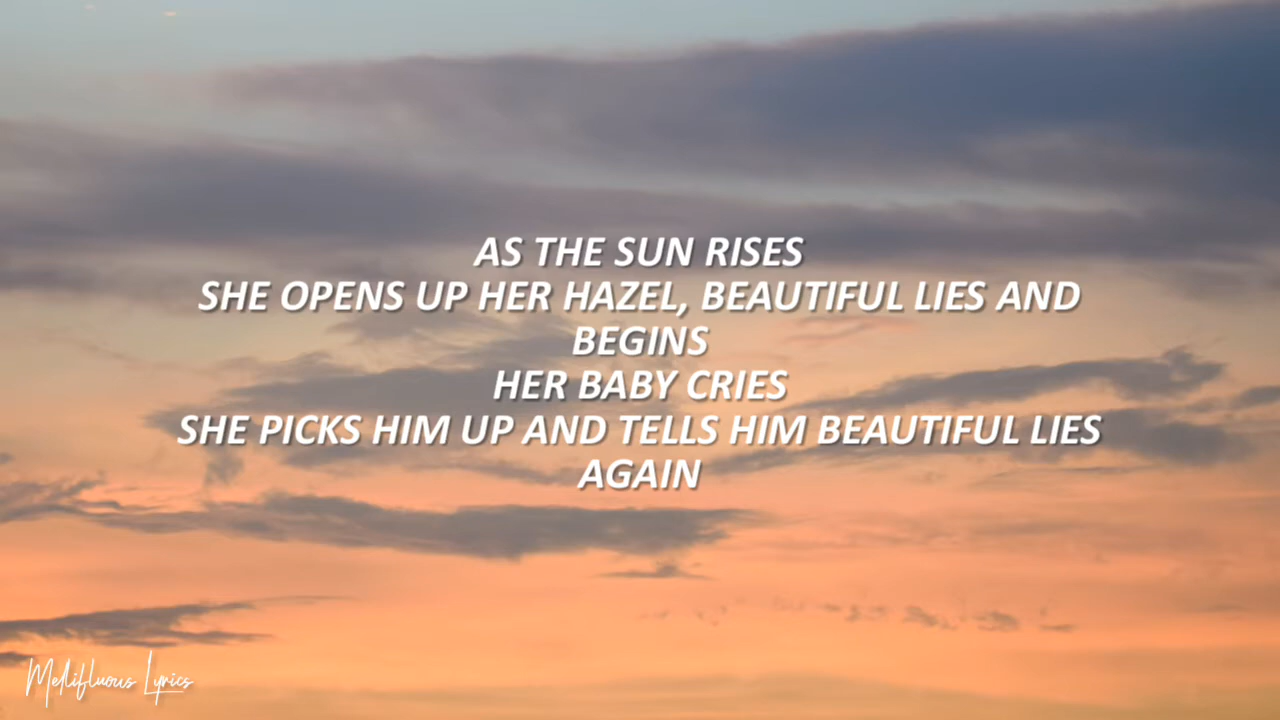 AS THE SUN RISES
SHE OPENS UP HER HAZEL, BEAUTIFUL LIES AND
BEGINS
HER BABY CRIES
SHE PICKS HIM UP AND TELLS HIM BEAUTIFUL LIES
AGAIN
Mellifluous Lyrics